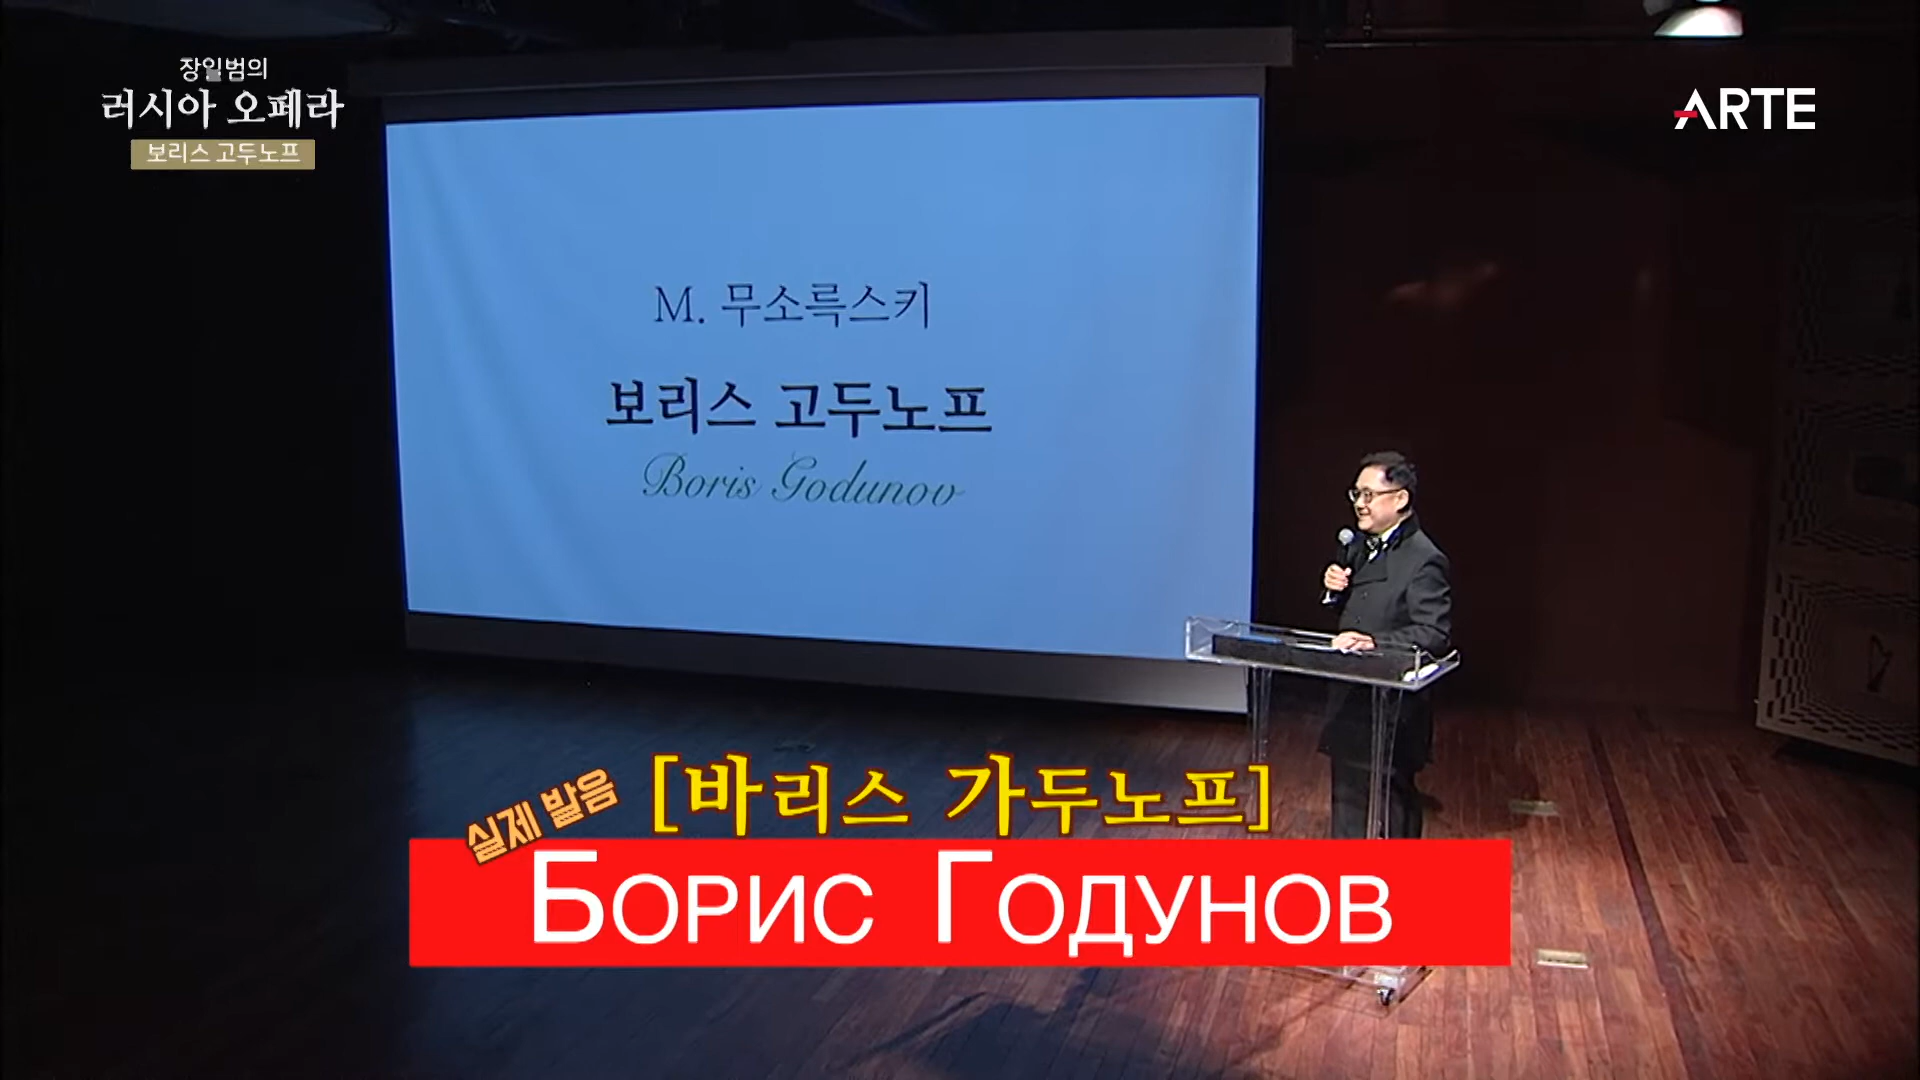 장일범의
러시아 오페라
보리스 고두노프
ARTE
M. 무소륵스키
보리스 고두노프
Boris Godunov
실제 발음
[바리스 가두노프]
БОРИС ГОДУНОВ